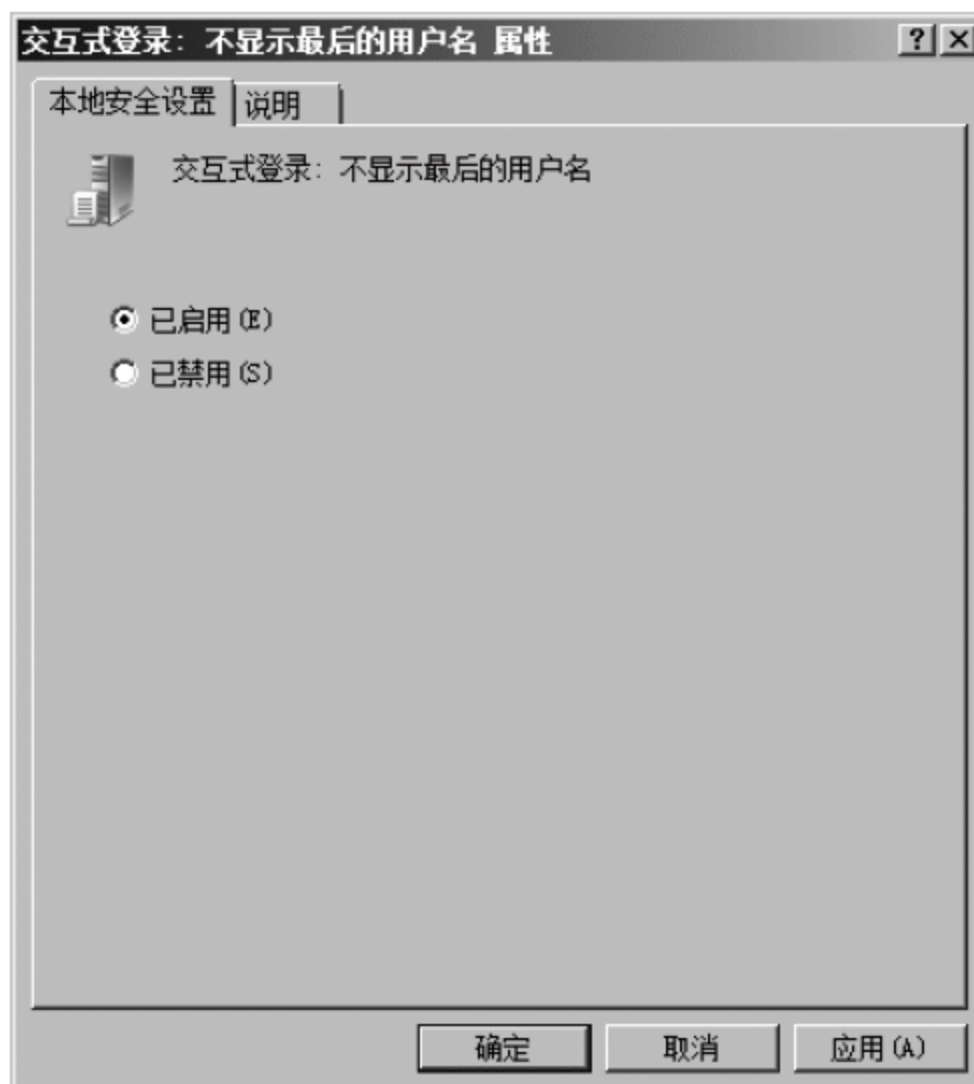 交互式登录: 不显示最后的用户名 属性
本地安全设置 说明
交互式登录: 不显示最后的用户名
已启用(E)
已禁用(S)
确定 取消 应用(A)